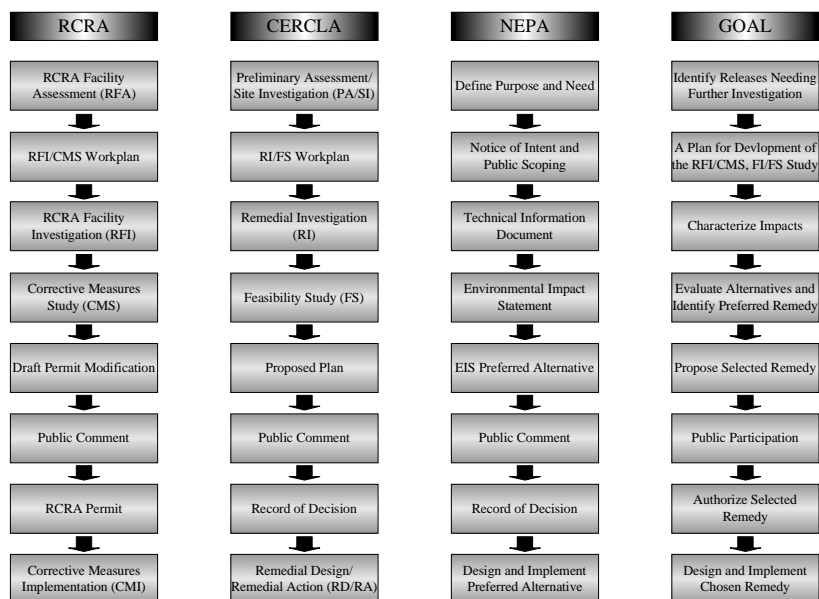 RCRA
RCRA Facility
Assessment (RFA)
RFI/CMS Workplan
RCRA Facility
Investigation (RFI)
Corrective Measures
Study (CMS)
Draft Permit Modification
Public Comment
RCRA Permit
Corrective Measures
Implementation (CMI)
CERCLA
Preliminary Assessment/
Site Investigation (PA/SI)
RI/FS Workplan
Remedial Investigation
(RI)
Feasibility Study (FS)
Proposed Plan
Public Comment
Record of Decision
Remedial Design/
Remedial Action (RD/RA)
NEPA
Define Purpose and Need
Notice of Intent and
Public Scoping
Technical Information
Document
Environmental Impact
Statement
EIS Preferred Alternative
Public Comment
Record of Decision
Design and Implement
Preferred Alternative
GOAL
Identify Releases Needing
Further Investigation
A Plan for Devlopment of
the RFI/CMS, FI/FS Study
Characterize Impacts
Evaluate Alternatives and
Identify Preferred Remedy
Propose Selected Remedy
Public Participation
Authorize Selected
Remedy
Design and Implement
Chosen Remedy